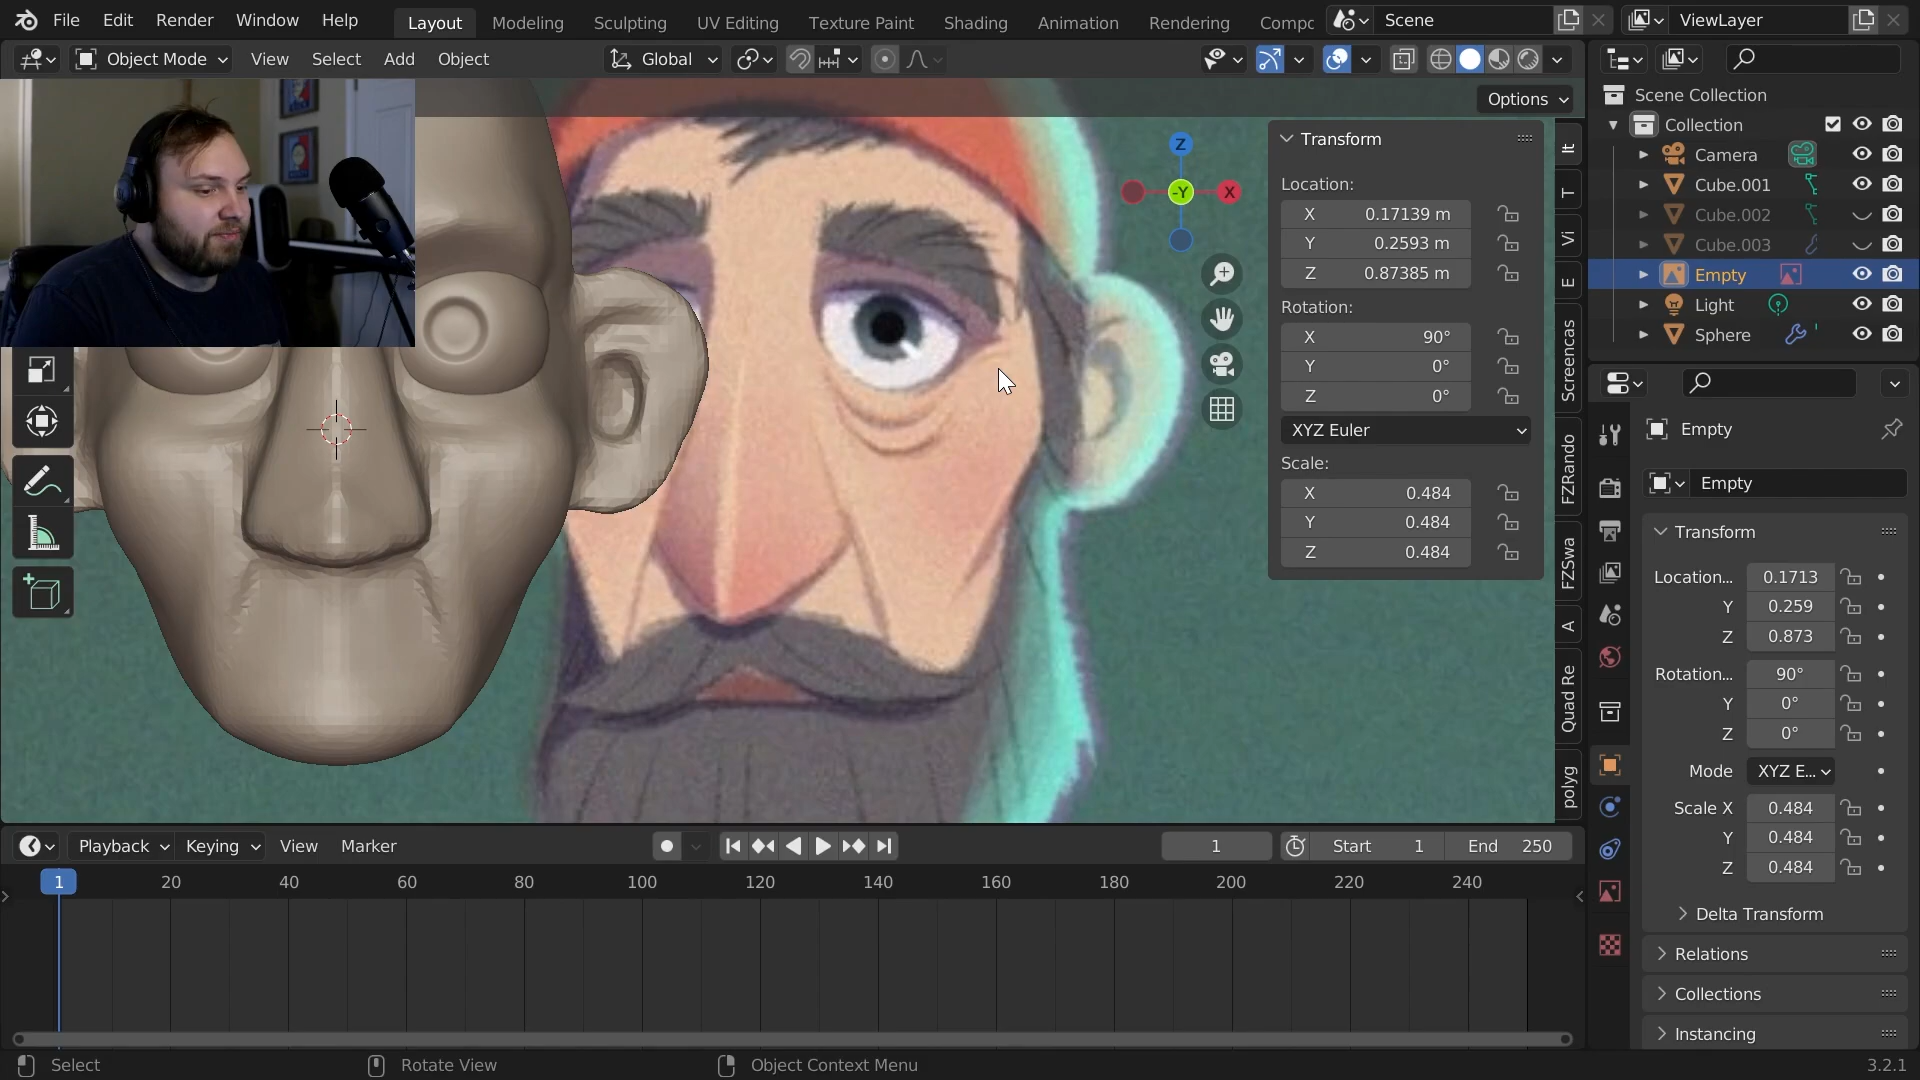 File Edit Render Window Help Layout Modeling Sculpting UV Editing Texture Paint Shading Animation Rendering Compc Scene ViewLayer
Object Mode View Select Add Object Global
Options
Scene Collection
Collection
Camera
Cube.001
Cube.002
Cube.003
Empty
Light
Sphere
Z
-Y
X
Transform
Location:
X 0.17139 m
Y 0.2593 m
Z 0.87385 m
Rotation:
X 90°
Y 0°
Z 0°
XYZ Euler
Scale:
X 0.484
Y 0.484
Z 0.484
It
T
Vi
E
Screencas
FZRando
FZSwa
A
Quad Re
polyg
Empty
Empty
Transform
Location... 0.1713
Y 0.259
Z 0.873
Rotation... 90°
Y 0°
Z 0°
Mode XYZ E...
Scale X 0.484
Y 0.484
Z 0.484
Delta Transform
Relations
Collections
Instancing
Playback Keying View Marker 1 Start 1 End 250
1 20 40 60 80 100 120 140 160 180 200 220 240
Select Rotate View Object Context Menu 3.2.1